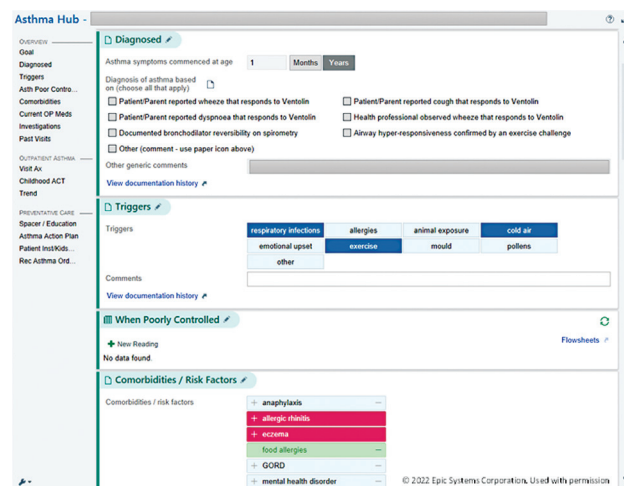 Asthma Hub -
OVERVIEW
Goal
Diagnosed
Triggers
Asth Poor Contro...
Comorbidities
Current OP Meds
Investigations
Past Visits
OUTPATIENT ASTHMA
Visit Ax
Childhood ACT
Trend
PREVENTATIVE CARE
Spacer / Education
Asthma Action Plan
Patient Inst/Kids...
Rec Asthma Ord...
Diagnosed
Asthma symptoms commenced at age 1 Months Years
Diagnosis of asthma based
on (choose all that apply)
Patient/Parent reported wheeze that responds to Ventolin Patient/Parent reported cough that responds to Ventolin
Patient/Parent reported dyspnoea that responds to Ventolin Health professional observed wheeze that responds to Ventolin
Documented bronchodilator reversibility on spirometry Airway hyper-responsiveness confirmed by an exercise challenge
Other (comment - use paper icon above)
Other generic comments
View documentation history
Triggers
Triggers respiratory infections allergies animal exposure cold air
emotional upset exercise mould pollens
other
Comments
View documentation history
When Poorly Controlled
+ New Reading Flowsheets
No data found.
Comorbidities / Risk Factors
Comorbidities / risk factors + anaphylaxis –
+ allergic rhinitis
+ eczema
food allergies –
+ GORD –
+ mental health disorder –
© 2022 Epic Systems Corporation. Used with permission